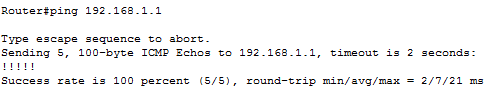 Router#ping 192.168.1.1
Type escape sequence to abort.
Sending 5, 100-byte ICMP Echos to 192.168.1.1, timeout is 2 seconds:
!!!!!
Success rate is 100 percent (5/5), round-trip min/avg/max = 2/7/21 ms